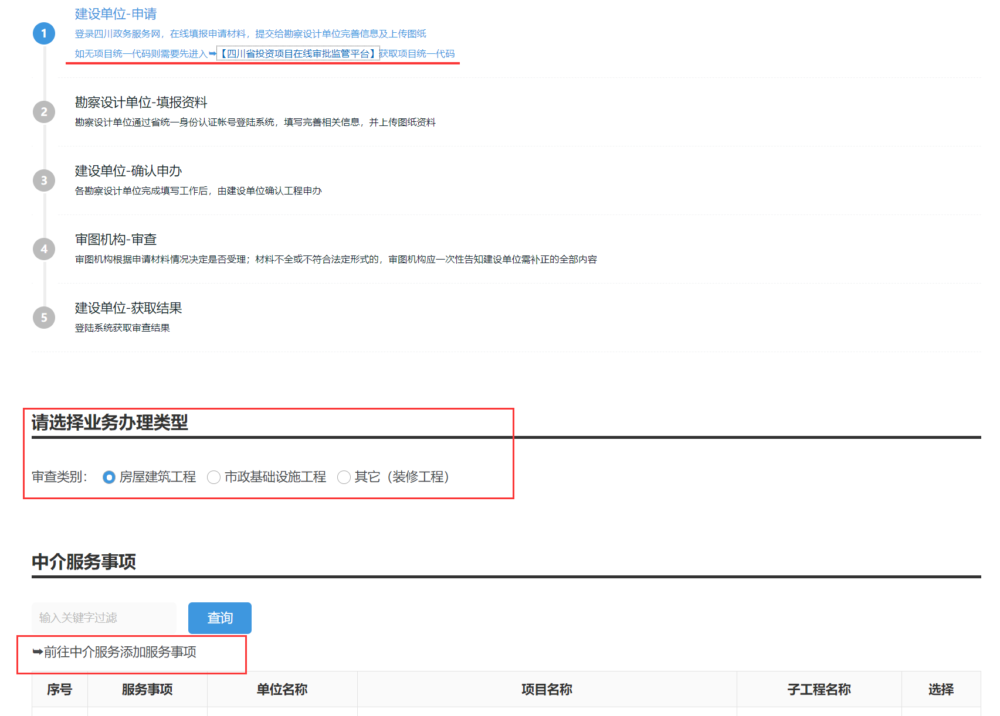 1
建设单位-申请
登录四川政务服务网，在线填报申请材料，提交给勘察设计单位完善信息及上传图纸
如无项目统一代码则需要先进入➥【四川省投资项目在线审批监管平台】获取项目统一代码
2
勘察设计单位-填报资料
勘察设计单位通过省统一身份认证帐号登陆系统，填写完善相关信息，并上传图纸资料
3
建设单位-确认申办
各勘察设计单位完成填写工作后，由建设单位确认工程申办
4
审图机构-审查
审图机构根据申请材料情况决定是否受理；材料不全或不符合法定形式的，审图机构应一次性告知建设单位需补正的全部内容
5
建设单位-获取结果
登陆系统获取审查结果
请选择业务办理类型
审查类别： 房屋建筑工程 市政基础设施工程 其它（装修工程）
中介服务事项
输入关键字过滤 查询
➥前往中介服务添加服务事项
序号 服务事项 单位名称 项目名称 子工程名称 选择